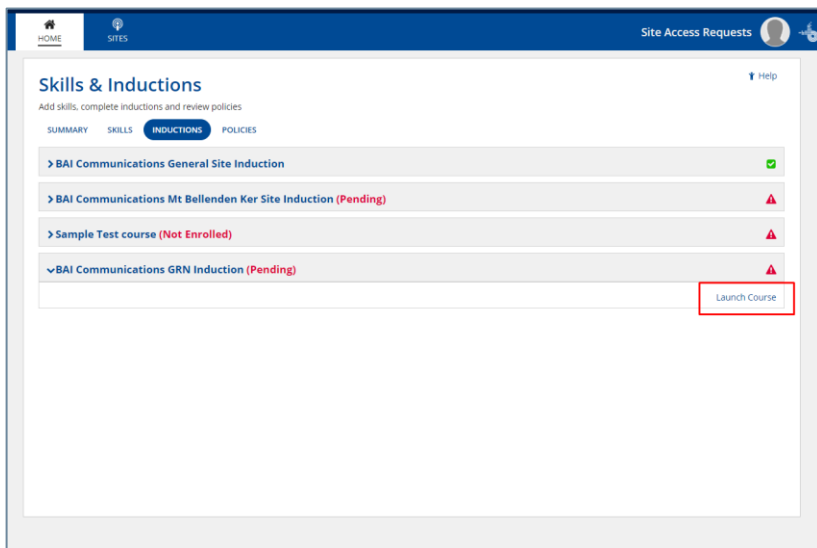 HOME
SITES
Site Access Requests
Skills & Inductions
Help
Add skills, complete inductions and review policies
SUMMARY SKILLS INDUCTIONS POLICIES
BAI Communications General Site Induction
BAI Communications Mt Bellenden Ker Site Induction (Pending)
Sample Test course (Not Enrolled)
BAI Communications GRN Induction (Pending)
Launch Course